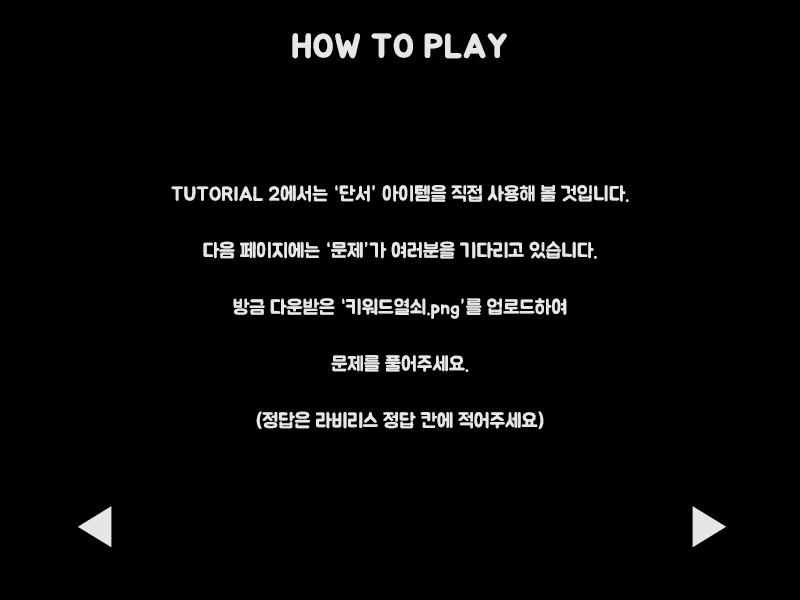 HOW TO PLAY
TUTORIAL 2에서는 '단서' 아이템을 직접 사용해 볼 것입니다.
다음 페이지에는 '문제'가 여러분을 기다리고 있습니다.
방금 다운받은 '키워드열쇠.png'를 업로드하여
문제를 풀어주세요.
(정답은 라비리스 정답 칸에 적어주세요)